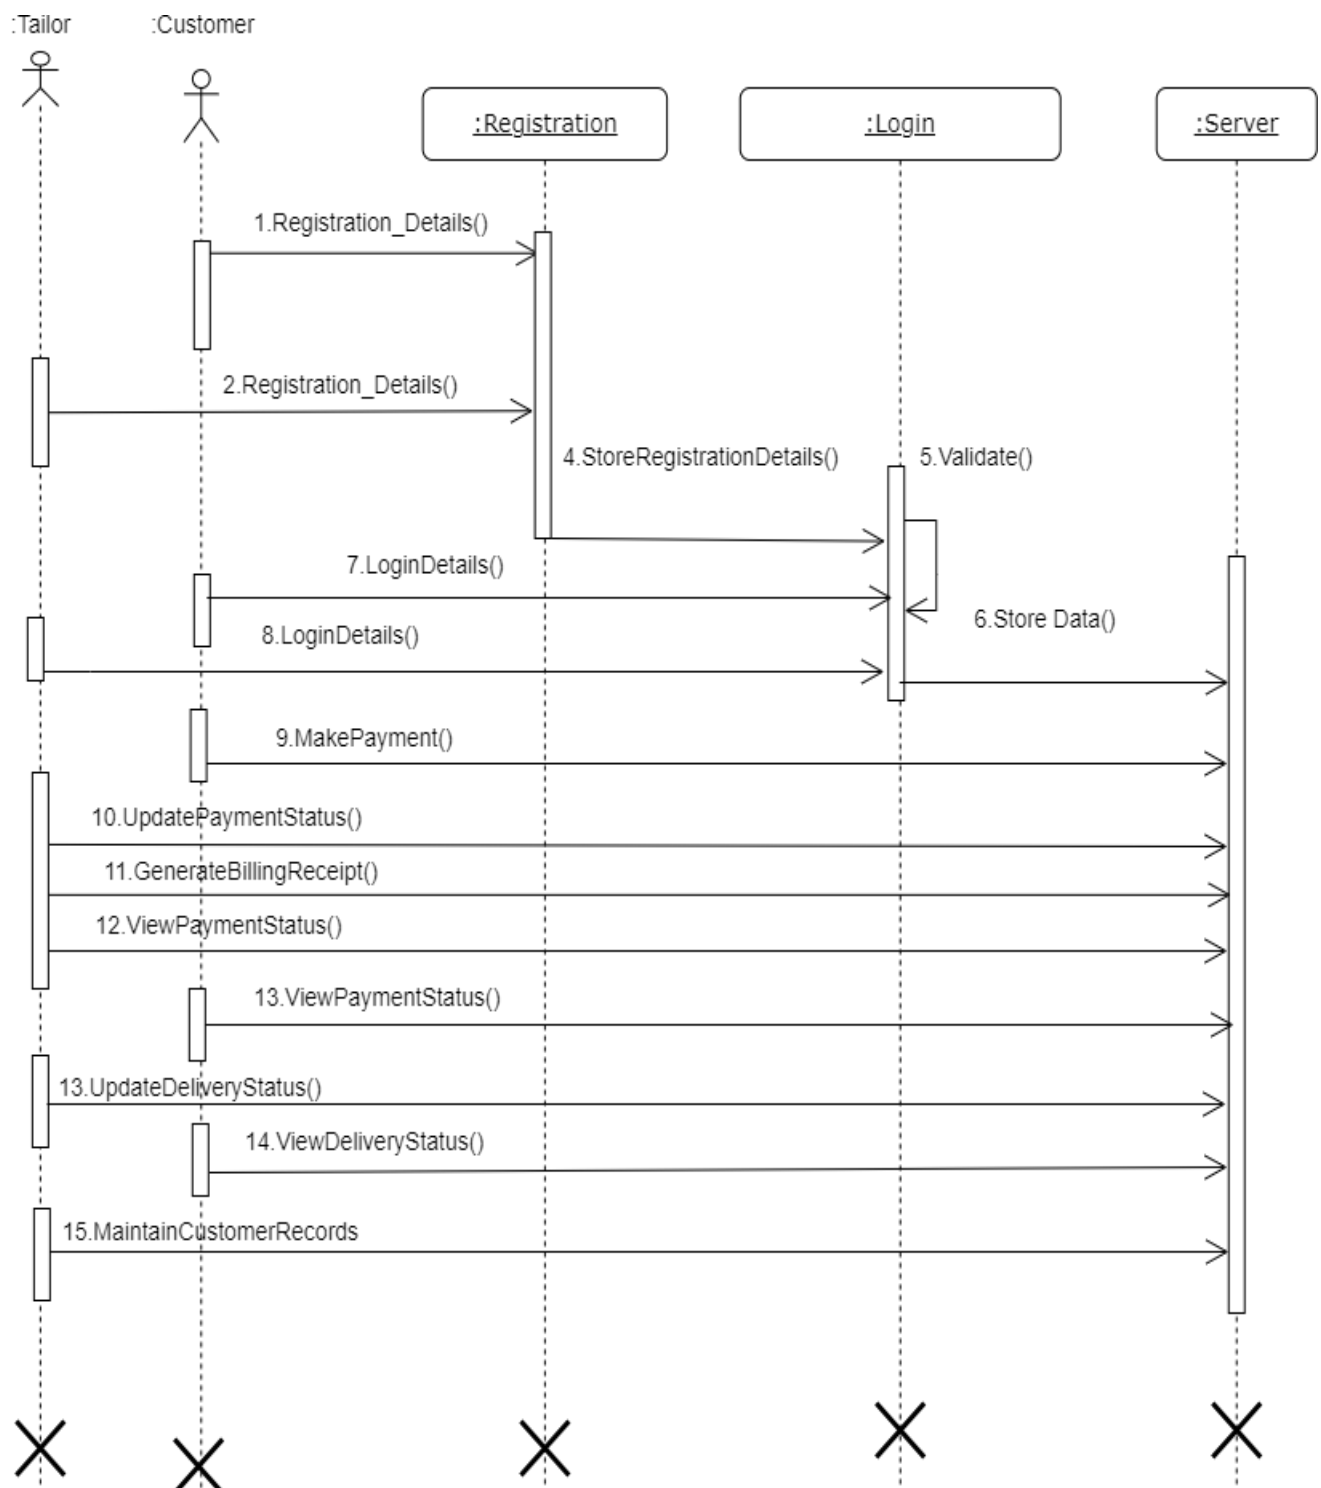 :Tailor
:Customer
:Registration
:Login
:Server
1.Registration_Details()
2.Registration_Details()
4.StoreRegistrationDetails()
5.Validate()
7.LoginDetails()
6.Store Data()
8.LoginDetails()
9.MakePayment()
10.UpdatePaymentStatus()
11.GenerateBillingReceipt()
12.ViewPaymentStatus()
13.ViewPaymentStatus()
13.UpdateDeliveryStatus()
14.ViewDeliveryStatus()
15.MaintainCustomerRecords